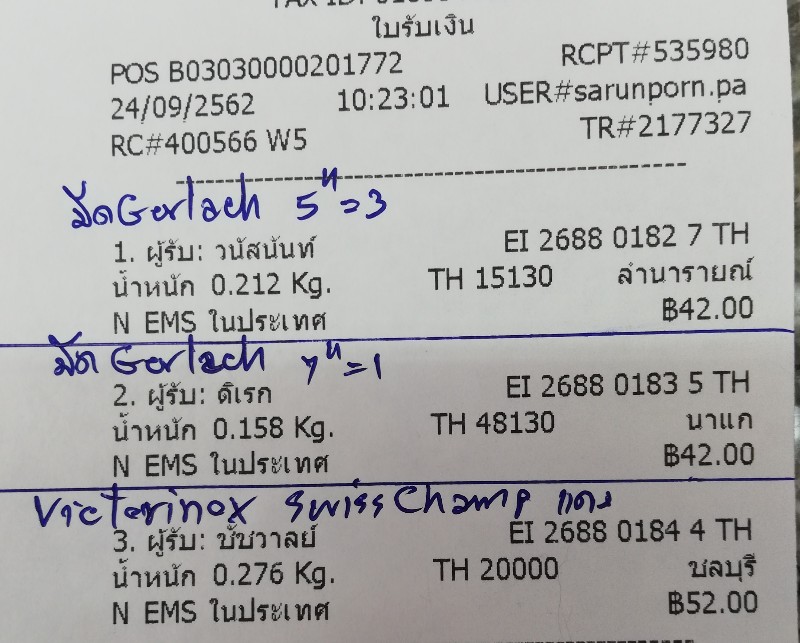 ใบรับเงิน
POS B03030000201772 RCPT#535980
24/09/2562 10:23:01 USER#sarunporn.pa
RC#400566 W5 TR#2177327
มีด Gerlach 5"=3
1. ผู้รับ: วนัสนันท์ EI 2688 0182 7 TH
น้ำหนัก 0.212 Kg. TH 15130 ลำนารายณ์
N EMS ในประเทศ ฿42.00
มีด Gerlach 7"=1
2. ผู้รับ: ดิเรก EI 2688 0183 5 TH
น้ำหนัก 0.158 Kg. TH 48130 นาแก
N EMS ในประเทศ ฿42.00
Victorinox Swiss Champ แดง
3. ผู้รับ: ชัชวาลย์ EI 2688 0184 4 TH
น้ำหนัก 0.276 Kg. TH 20000 ชลบุรี
N EMS ในประเทศ ฿52.00